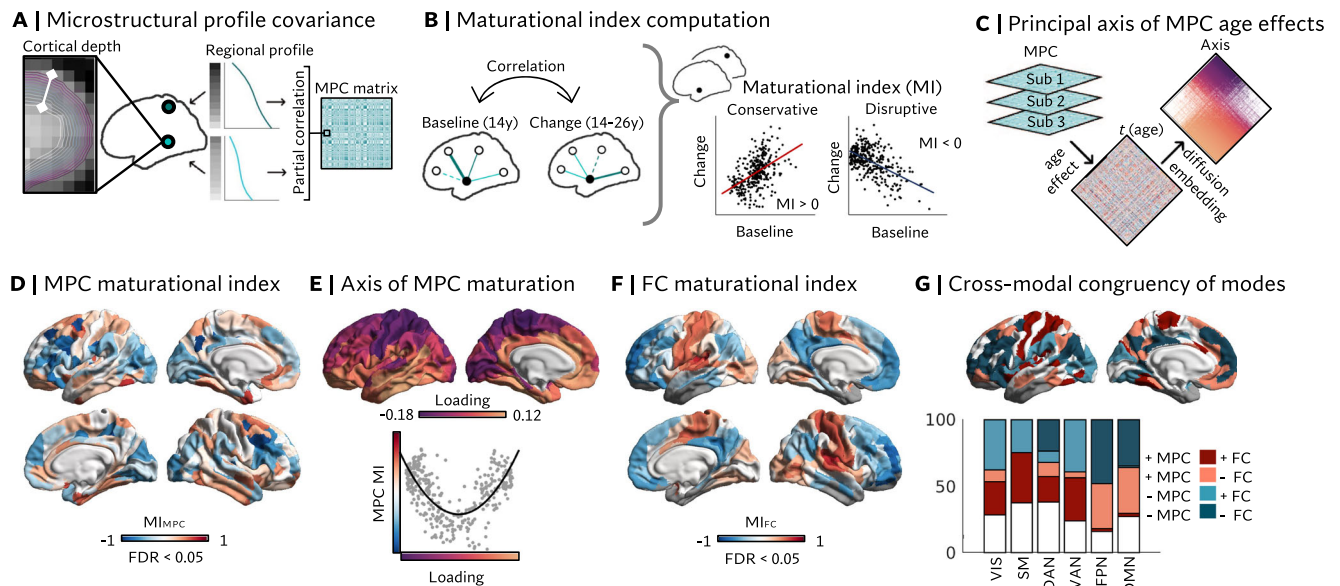 A | Microstructural profile covariance
Cortical depth
Regional profile
Partial correlation
MPC matrix
B | Maturational index computation
Correlation
Baseline (14y)
Change (14-26y)
Maturational index (MI)
Conservative
Disruptive
Change
MI > 0
Baseline
Change
MI < 0
Baseline
C | Principal axis of MPC age effects
MPC
Sub 1
Sub 2
Sub 3
age
effect
t (age)
diffusion
embedding
Axis
D | MPC maturational index
MIMPC
-1 1
FDR < 0.05
E | Axis of MPC maturation
Loading
-0.18 0.12
MPC MI
Loading
F | FC maturational index
MIFC
-1 1
FDR < 0.05
G | Cross-modal congruency of modes
100
50
0
VIS
SM
DAN
VAN
FPN
DMN
+ MPC + FC
+ MPC - FC
- MPC + FC
- MPC - FC